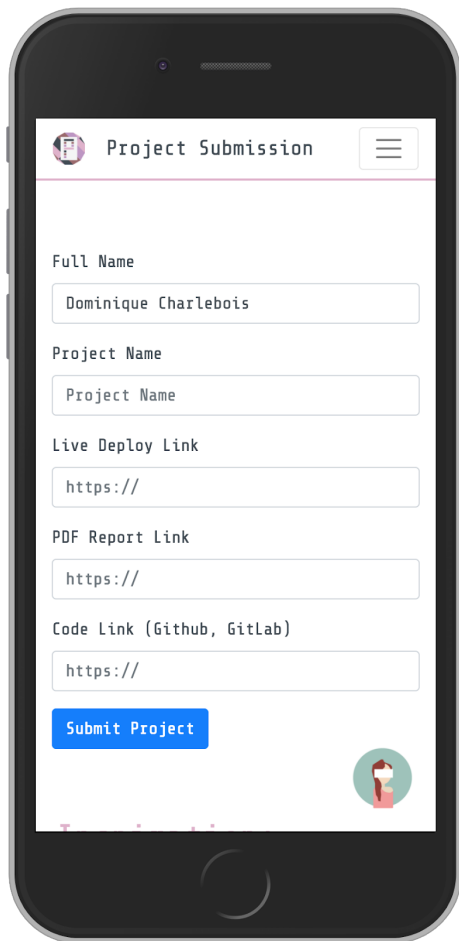 P
Project Submission
Full Name
Dominique Charlebois
Project Name
Project Name
Live Deploy Link
https://
PDF Report Link
https://
Code Link (Github, GitLab)
https://
Submit Project